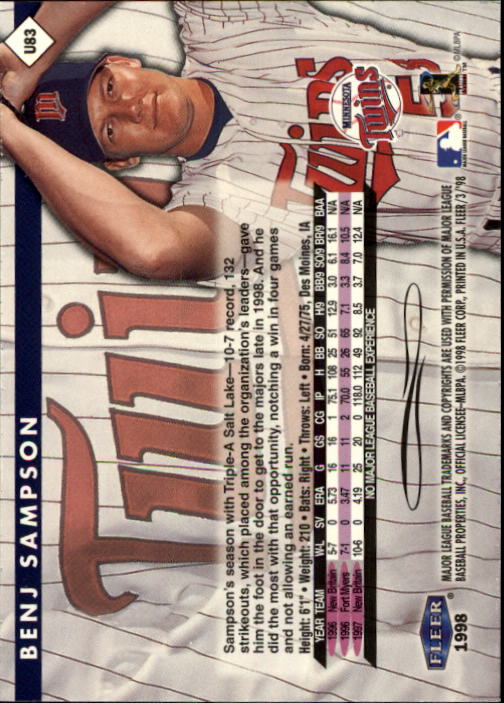 BENJ SAMPSON
U83
Sampson's season with Triple-A Salt Lake—10-7 record, 132
strikeouts, which placed among the organization's leaders—gave
him the foot in the door to get to the majors late in 1998. And he
did the most with that opportunity, notching a win in four games
and not allowing an earned run.
Height: 6'1" • Weight: 210 • Bats: Right • Throws: Left • Born: 4/27/75, Des Moines, IA
YEAR TEAM W/L SV ERA G GS CG IP H BB SO H/9 BB/9 SO/9 BR/9 BAA
1996 New Britain 5-7 0 5.73 16 16 1 75.1 108 25 51 12.9 3.0 6.1 16.1 N/A
1996 Fort Myers 7-1 0 3.47 11 11 2 70.0 55 26 65 7.1 3.3 8.4 10.5 N/A
1997 New Britain 10-6 0 4.19 25 20 0 118.0 112 49 92 8.5 3.7 7.0 12.4 N/A
NO MAJOR LEAGUE BASEBALL EXPERIENCE
Twins
MINNESOTA
Twins
FLEER
1998
MAJOR LEAGUE BASEBALL TRADEMARKS AND COPYRIGHTS ARE USED WITH PERMISSION OF MAJOR LEAGUE
BASEBALL PROPERTIES, INC. OFFICIAL LICENSEE—MLBPA. ©1998 FLEER CORP., PRINTED IN U.S.A. FLEER/3/'98
©MLBPA